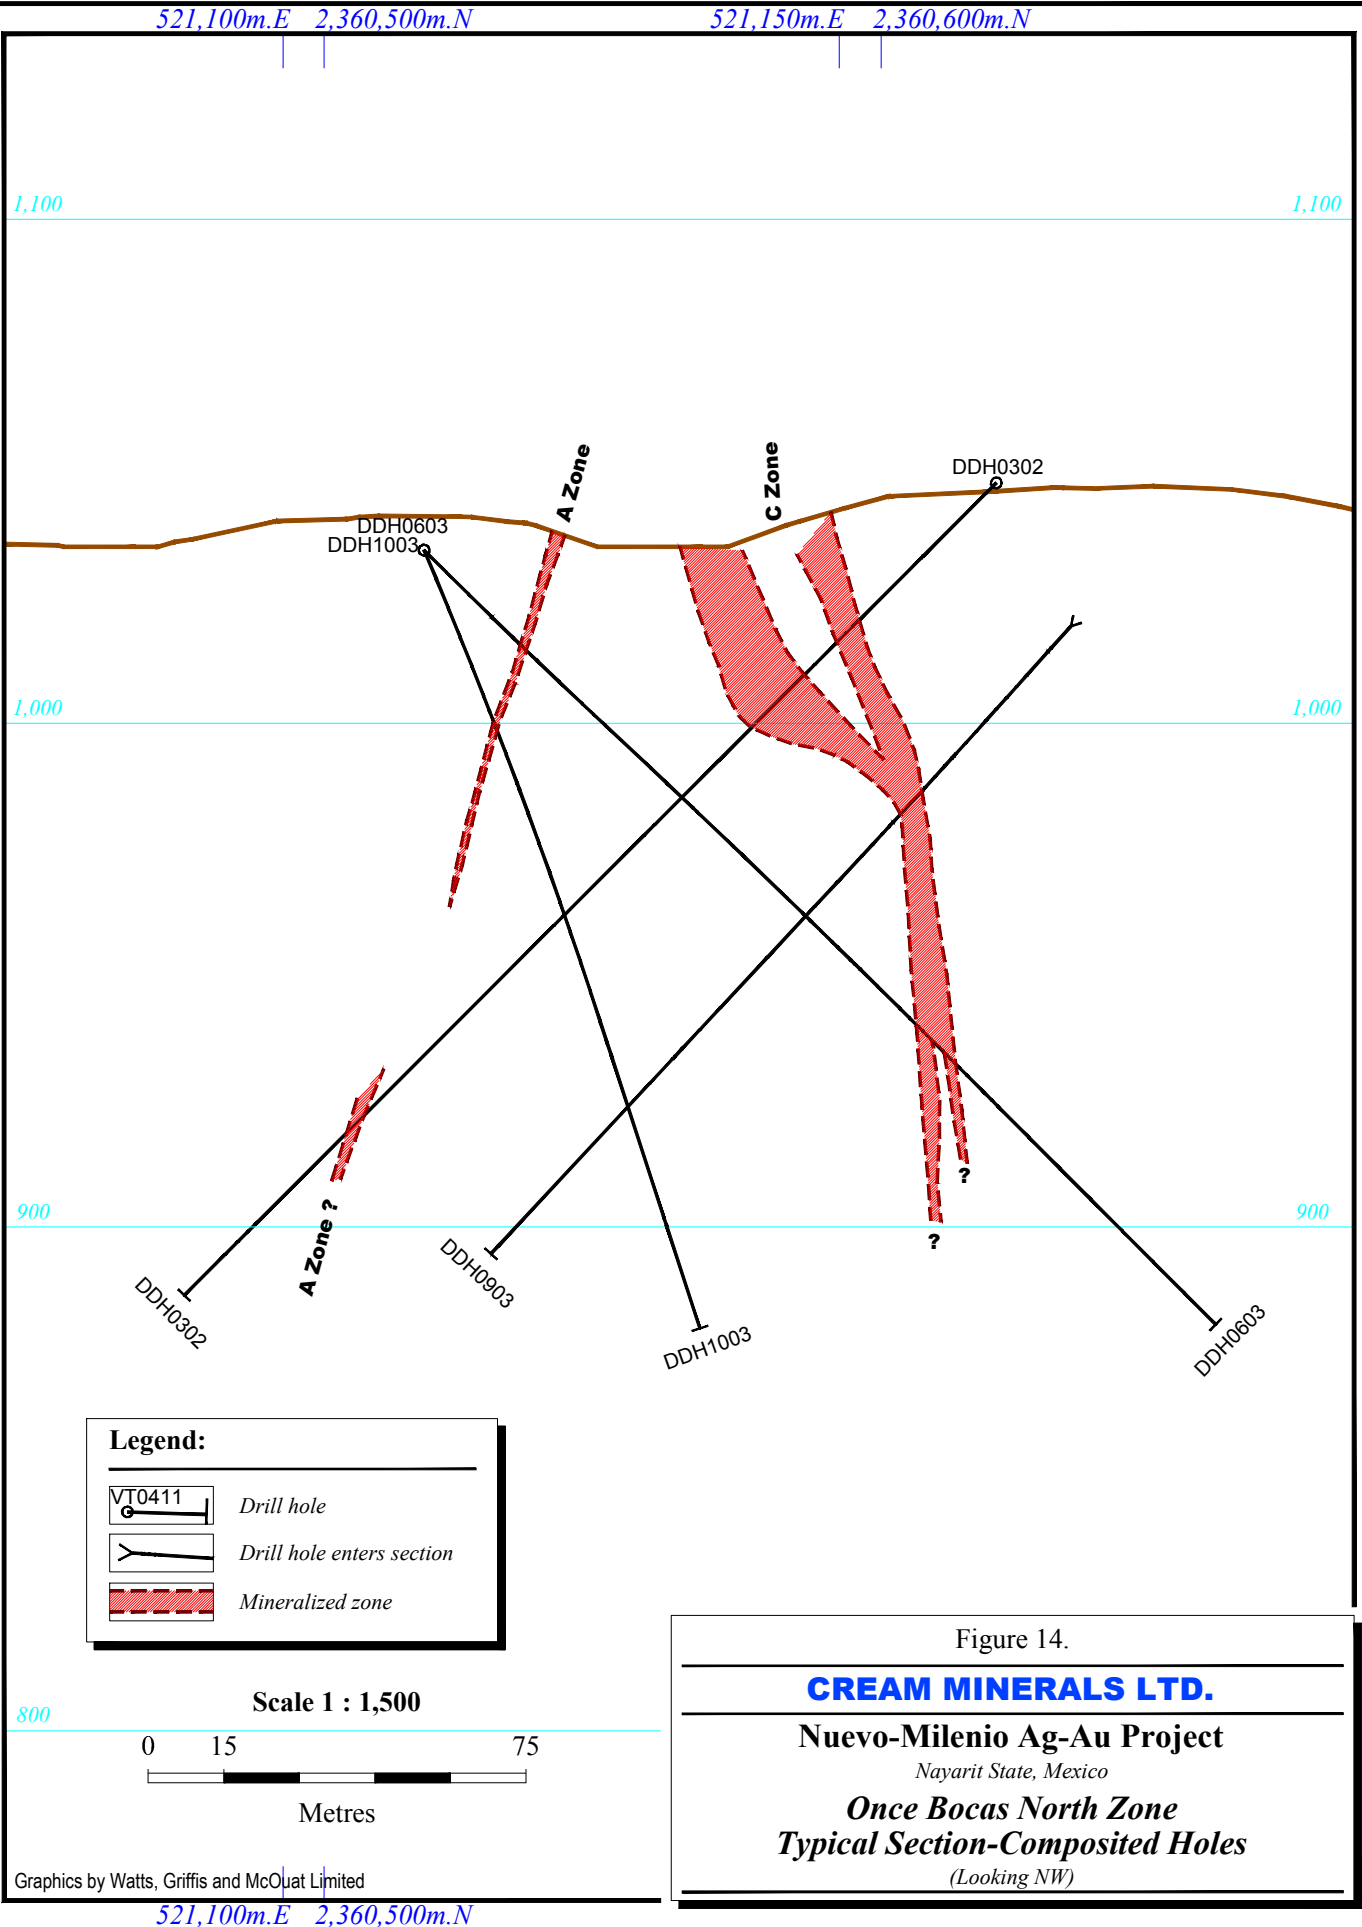 521,100m.E 2,360,500m.N 521,150m.E 2,360,600m.N
1,100 1,100
A Zone
C Zone
DDH0302
DDH0603
DDH1003
1,000 1,000
900 900
?
?
A Zone ?
DDH0302
DDH0903
DDH1003
DDH0603
Legend:
VT0411
Drill hole
Drill hole enters section
Mineralized zone
Scale 1 : 1,500
800
0 15 75
Metres
Figure 14.
CREAM MINERALS LTD.
Nuevo-Milenio Ag-Au Project
Nayarit State, Mexico
Once Bocas North Zone
Typical Section-Composited Holes
(Looking NW)
Graphics by Watts, Griffis and McOuat Limited
521,100m.E 2,360,500m.N